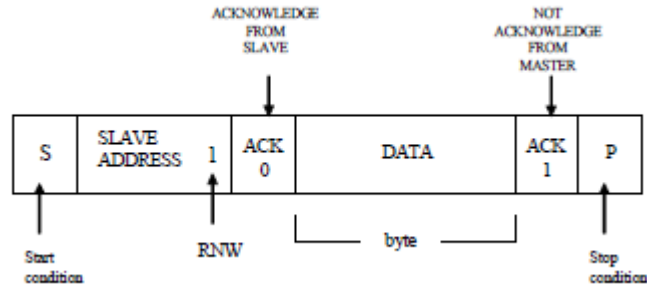 ACKNOWLEDGE
FROM
SLAVE
NOT
ACKNOWLEDGE
FROM
MASTER
S
SLAVE
ADDRESS 1
ACK
0
DATA
ACK
1
P
Start
condition
RNW
byte
Stop
condition